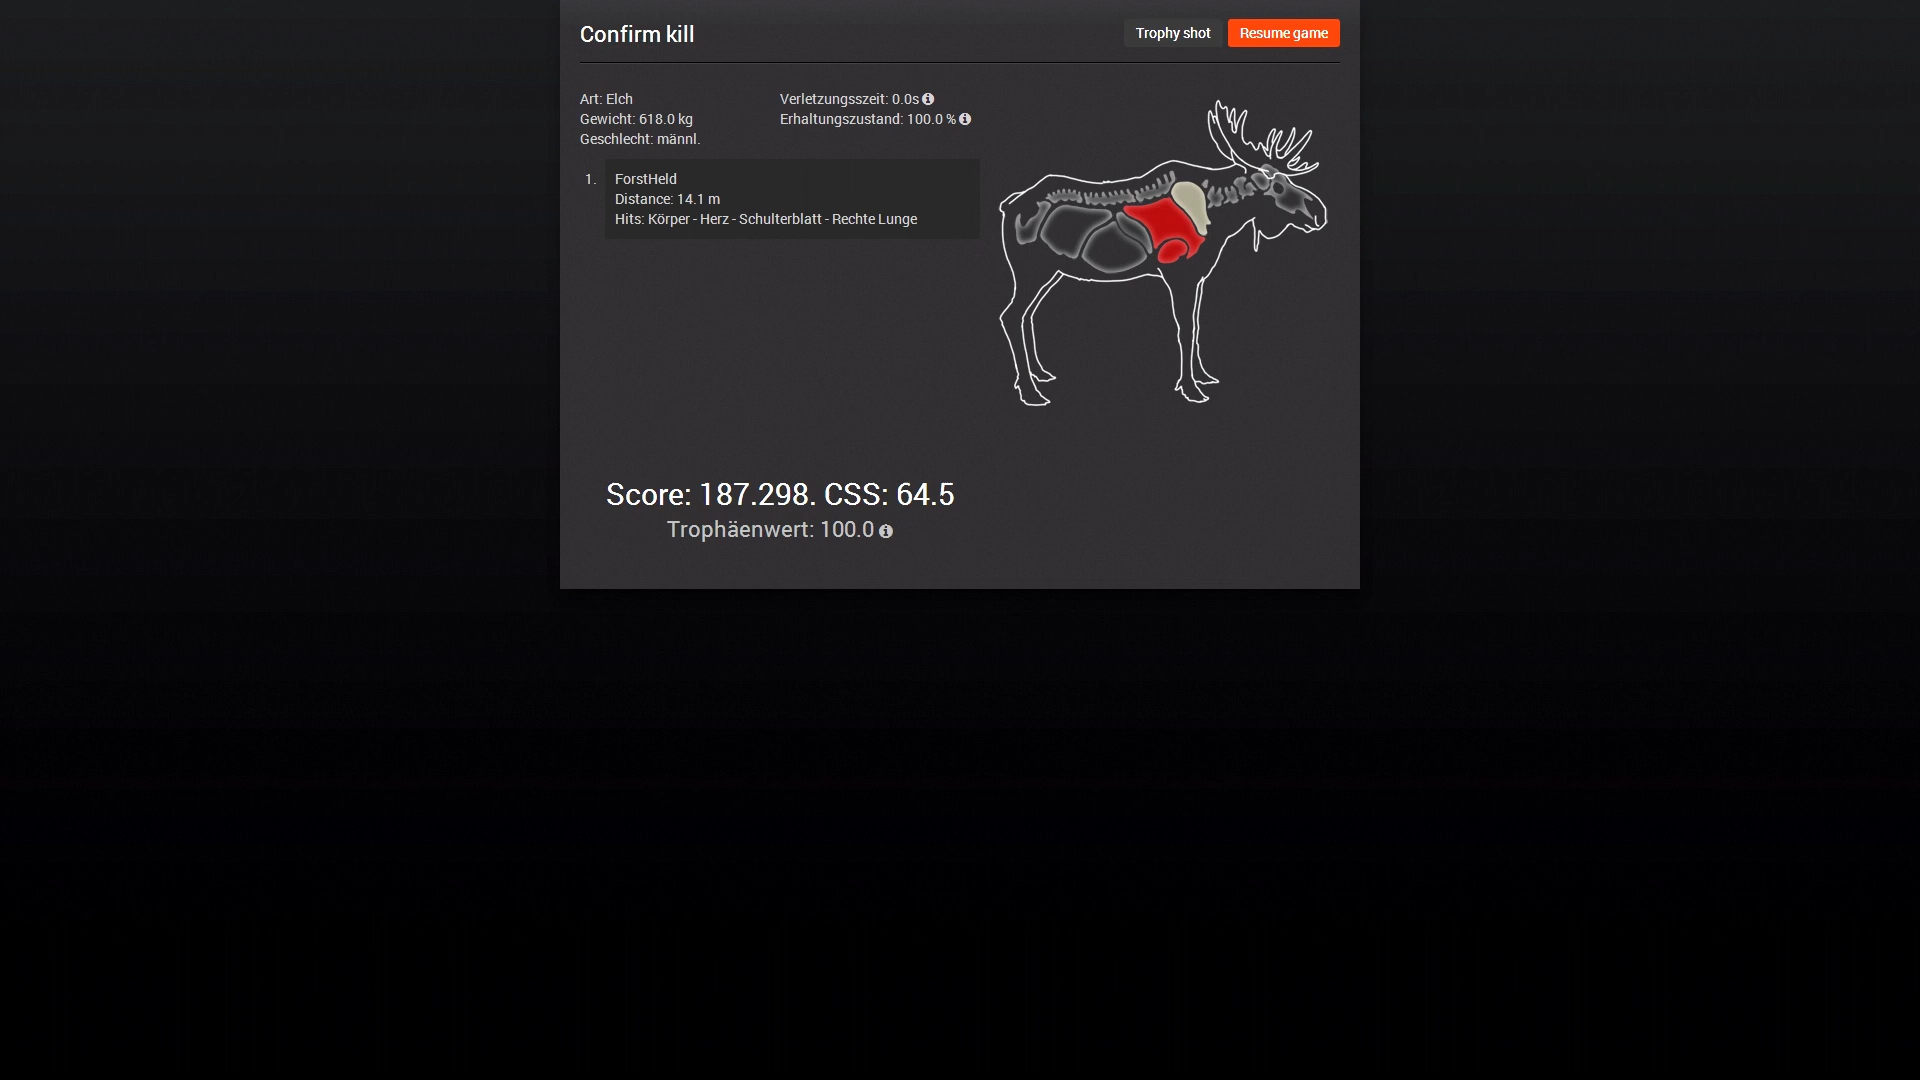 Confirm kill
Trophy shot
Resume game
Art: Elch
Gewicht: 618.0 kg
Geschlecht: männl.
Verletzungsszeit: 0.0s
Erhaltungszustand: 100.0 %
1.
ForstHeld
Distance: 14.1 m
Hits: Körper - Herz - Schulterblatt - Rechte Lunge
Score: 187.298. CSS: 64.5
Trophäenwert: 100.0